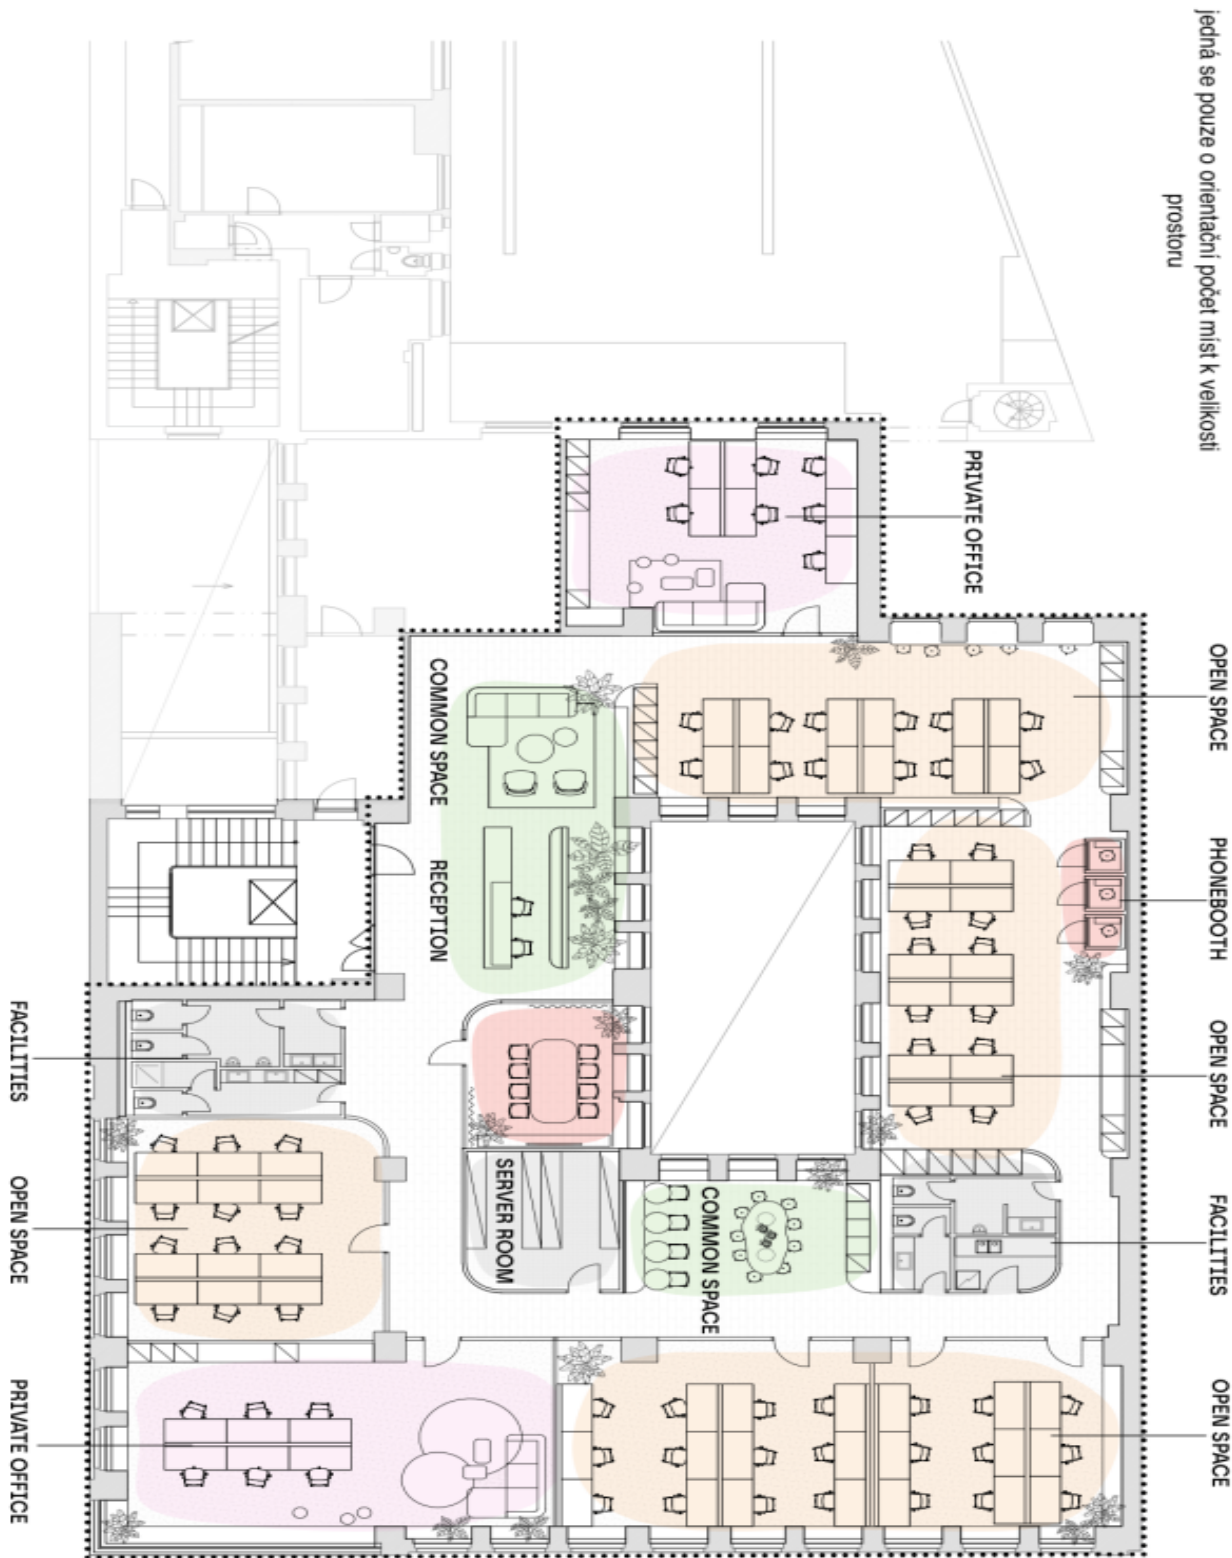 jedná se pouze o orientační počet míst k velikosti
prostoru
PRIVATE OFFICE
OPEN SPACE
COMMON SPACE
RECEPTION
PHONEBOOTH
OPEN SPACE
FACILITIES
FACILITIES
OPEN SPACE
SERVER ROOM
COMMON SPACE
PRIVATE OFFICE
OPEN SPACE